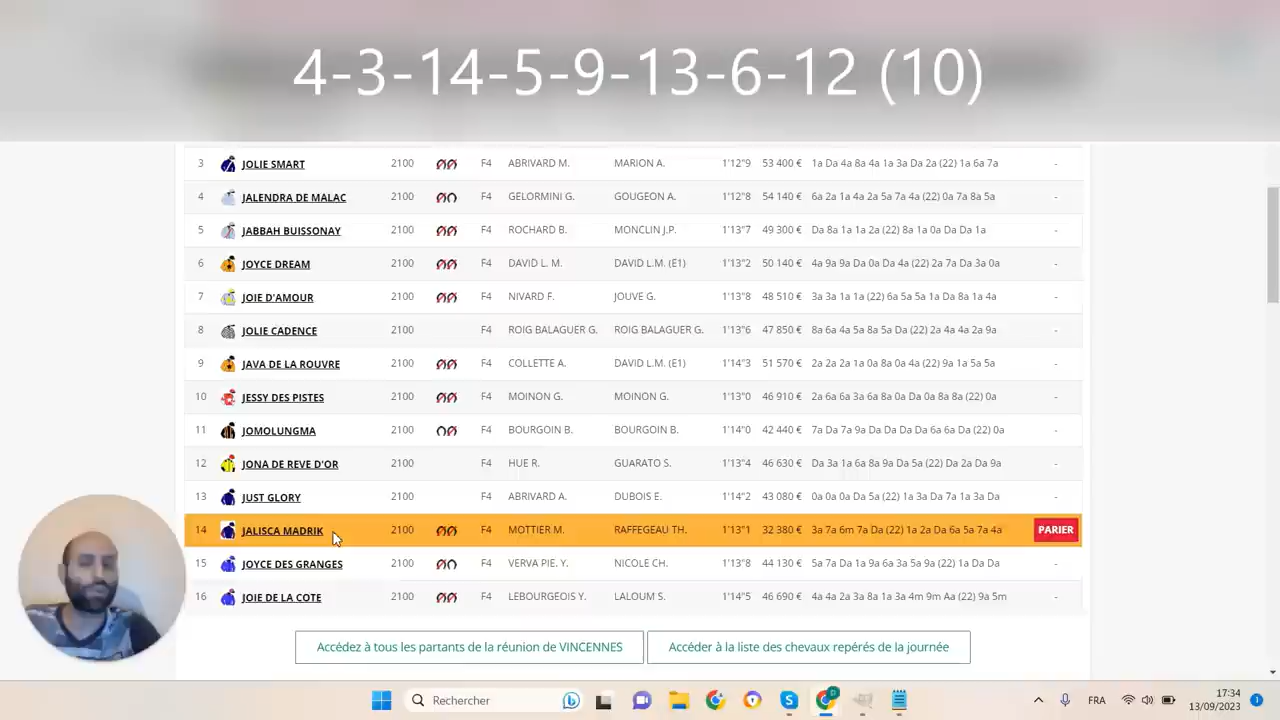 4-3-14-5-9-13-6-12 (10)
3 JOLIE SMART 2100 F4 ABRIVARD M. MARION A. 1'12"9 53 400 € 1a Da 4a 8a 4a 1a 3a Da 2a (22) 1a 6a 7a -
4 JALENDRA DE MALAC 2100 F4 GELORMINI G. GOUGEON A. 1'12"8 54 140 € 6a 2a 1a 4a 2a 5a 7a 4a (22) 0a 7a 8a 5a -
5 JABBAH BUISSONAY 2100 F4 ROCHARD B. MONCLIN J.P. 1'13"7 49 300 € Da 8a 1a 1a 2a (22) 8a 1a 0a Da Da 1a -
6 JOYCE DREAM 2100 F4 DAVID L. M. DAVID L.M. (E1) 1'13"2 50 140 € 4a 9a 9a Da 0a Da 4a (22) 2a 7a Da 3a 0a -
7 JOIE D'AMOUR 2100 F4 NIVARD F. JOUVE G. 1'13"8 48 510 € 3a 3a 1a 1a (22) 6a 5a 5a 1a Da 8a 1a 4a -
8 JOLIE CADENCE 2100 F4 ROIG BALAGUER G. ROIG BALAGUER G. 1'13"6 47 850 € 8a 6a 4a 5a 8a 5a Da (22) 2a 4a 4a 2a 9a -
9 JAVA DE LA ROUVRE 2100 F4 COLLETTE A. DAVID L.M. (E1) 1'14"3 51 570 € 2a 2a 2a 1a 0a 8a 0a 4a (22) 9a 1a 5a 5a -
10 JESSY DES PISTES 2100 F4 MOINON G. MOINON G. 1'13"0 46 910 € 2a 6a 6a 3a 6a 8a 0a Da 0a 8a 8a (22) 0a -
11 JOMOLUNGMA 2100 F4 BOURGOIN B. BOURGOIN B. 1'14"0 42 440 € 7a Da 7a 9a Da Da Da Da 6a 6a Da (22) 0a -
12 JONA DE REVE D'OR 2100 F4 HUE R. GUARATO S. 1'13"4 46 630 € Da 3a 1a 6a 8a 9a Da 5a (22) Da 2a Da 9a -
13 JUST GLORY 2100 F4 ABRIVARD A. DUBOIS E. 1'14"2 43 080 € 0a 0a 0a Da 5a (22) 1a 3a Da 7a 1a 3a Da -
14 JALISCA MADRIK 2100 F4 MOTTIER M. RAFFEGEAU TH. 1'13"1 32 380 € 3a 7a 6m 7a Da (22) 1a 2a Da 6a 5a 7a 4a PARIER
15 JOYCE DES GRANGES 2100 F4 VERVA PIE. Y. NICOLE CH. 1'13"8 44 130 € 5a 7a Da 1a 9a 6a 3a 5a 9a (22) 1a Da Da -
16 JOIE DE LA COTE 2100 F4 LEBOURGEOIS Y. LALOUM S. 1'14"5 46 690 € 4a 4a 2a 3a 8a 1a 3a 4m 9m Aa (22) 9a 5m -
Accédez à tous les partants de la réunion de VINCENNES
Accéder à la liste des chevaux repérés de la journée
Rechercher
FRA
17:34
13/09/2023
1